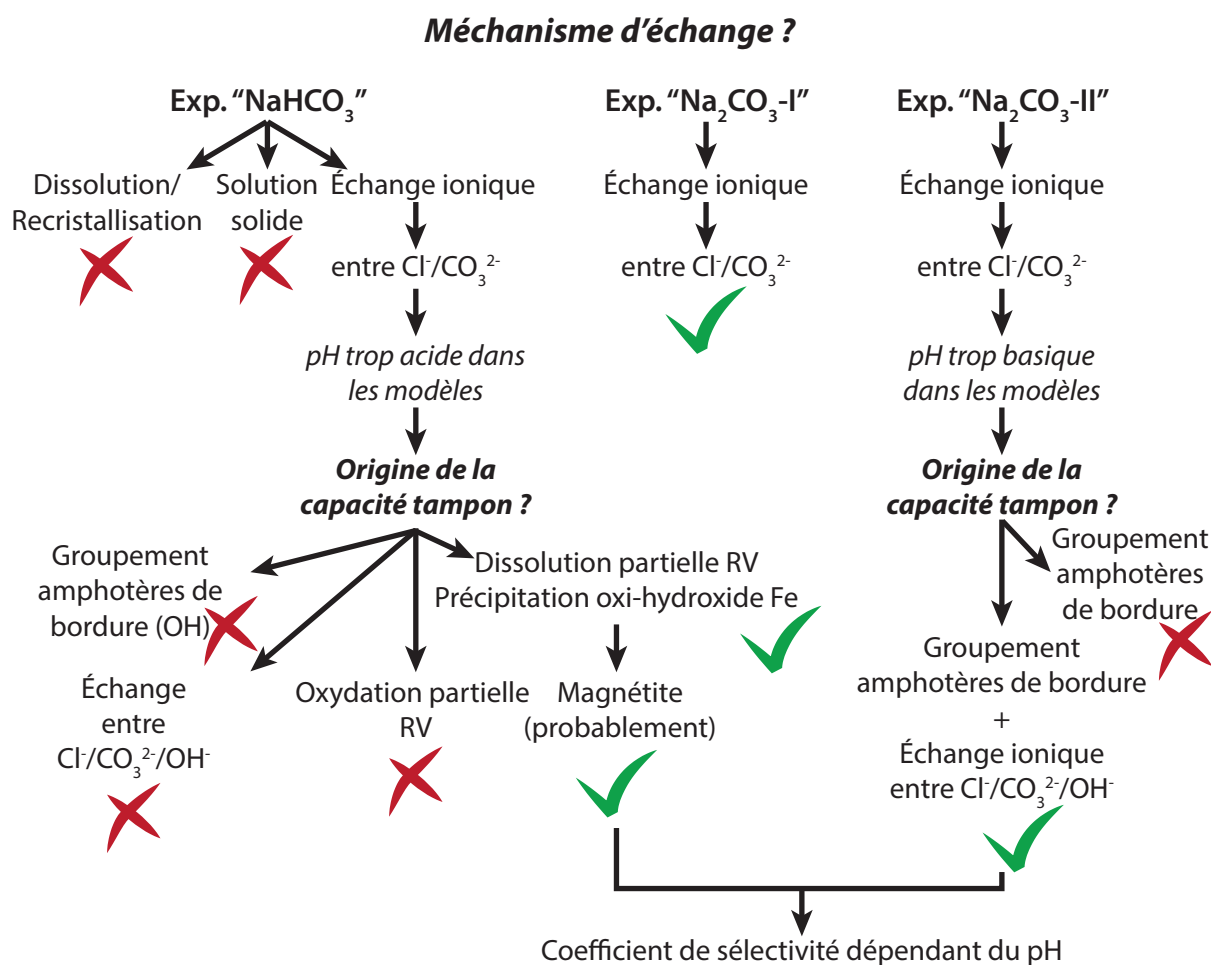 Méchanisme d'échange ?
Exp. “NaHCO₃”
Dissolution/
Recristallisation
Solution
solide
Échange ionique
entre Cl⁻/CO₃²⁻
pH trop acide dans
les modèles
Origine de la
capacité tampon ?
Groupement
amphotères de
bordure (OH)
Échange
entre
Cl⁻/CO₃²⁻/OH⁻
Oxydation partielle
RV
Dissolution partielle RV
Précipitation oxi-hydroxide Fe
Magnétite
(probablement)
Exp. “Na₂CO₃-I”
Échange ionique
entre Cl⁻/CO₃²⁻
Exp. “Na₂CO₃-II”
Échange ionique
entre Cl⁻/CO₃²⁻
pH trop basique
dans les modèles
Origine de la
capacité tampon ?
Groupement
amphotères
de bordure
Groupement
amphotères de bordure
+
Échange ionique
entre Cl⁻/CO₃²⁻/OH⁻
Coefficient de sélectivité dépendant du pH